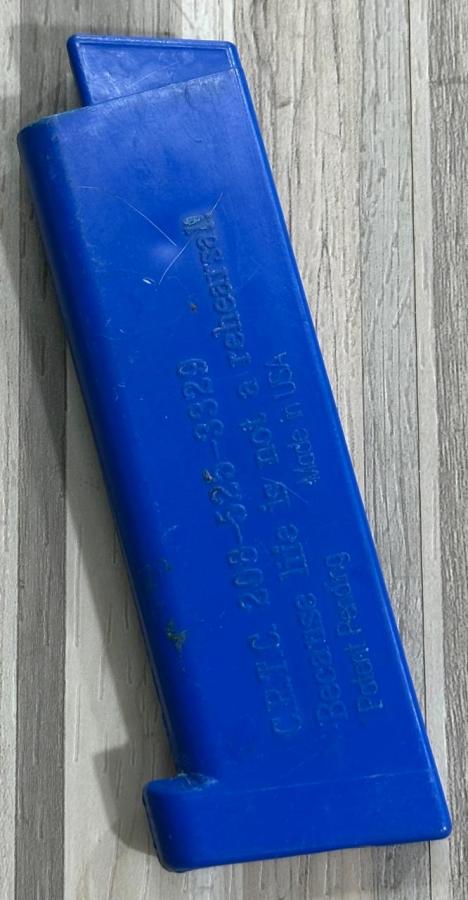 C.R.T.C. 208-525-3329
Because life is not a rehearsal!
Patent Pending
Made in USA